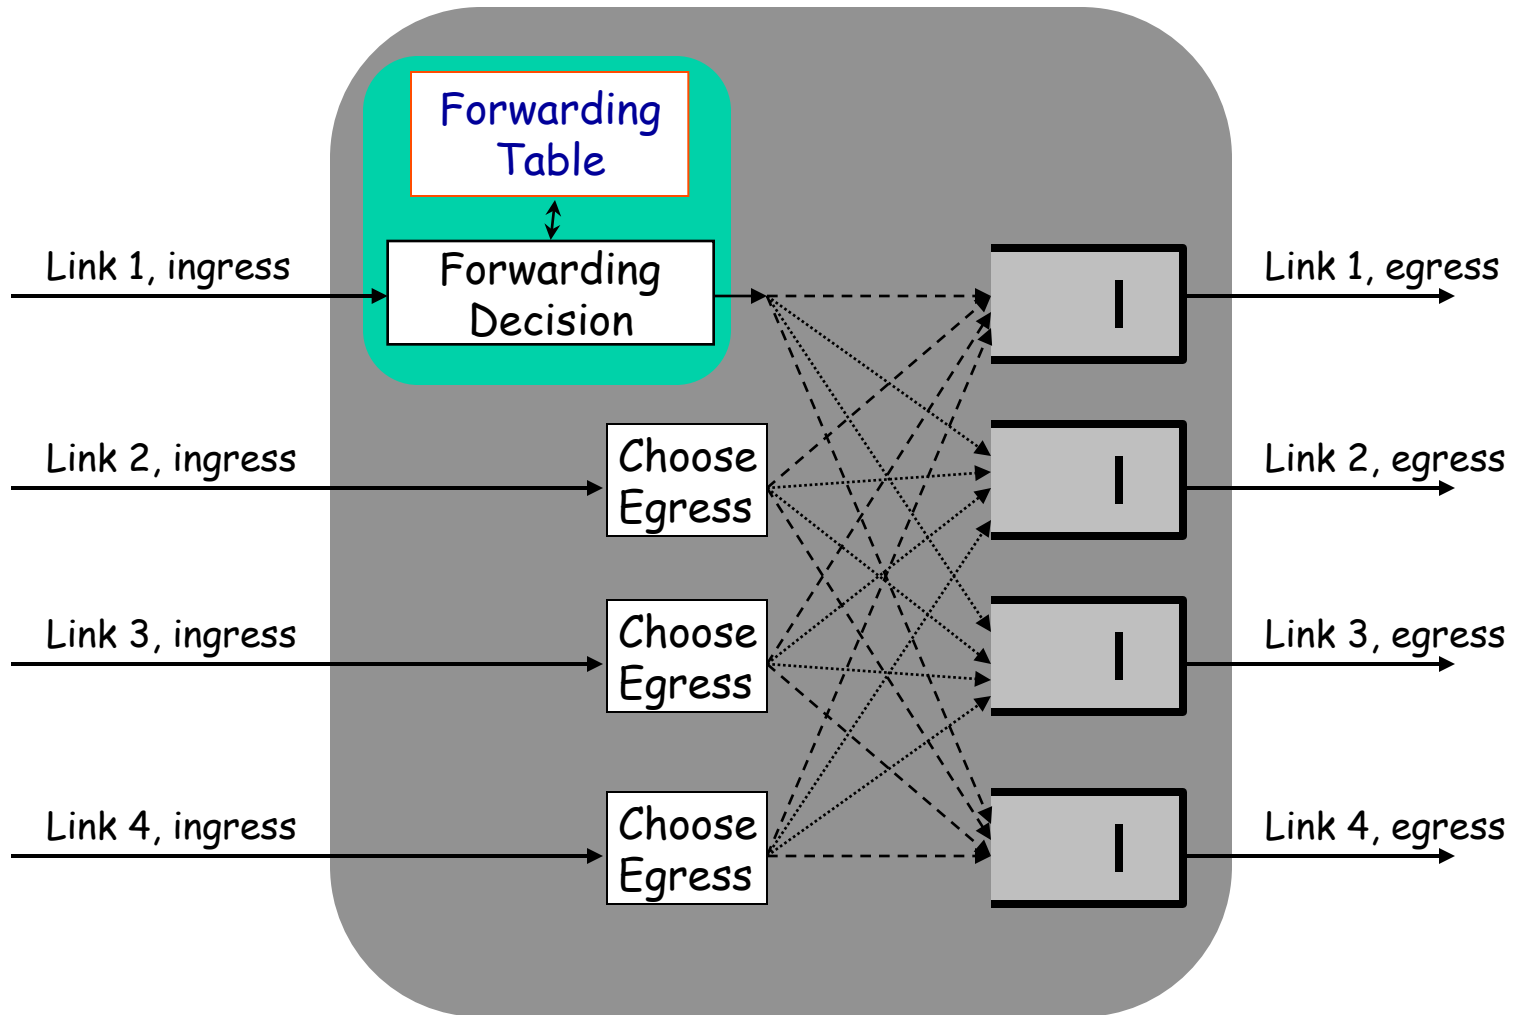 Forwarding
Table
Link 1, ingress
Forwarding
Decision
Link 1, egress
Link 2, ingress
Choose
Egress
Link 2, egress
Link 3, ingress
Choose
Egress
Link 3, egress
Link 4, ingress
Choose
Egress
Link 4, egress